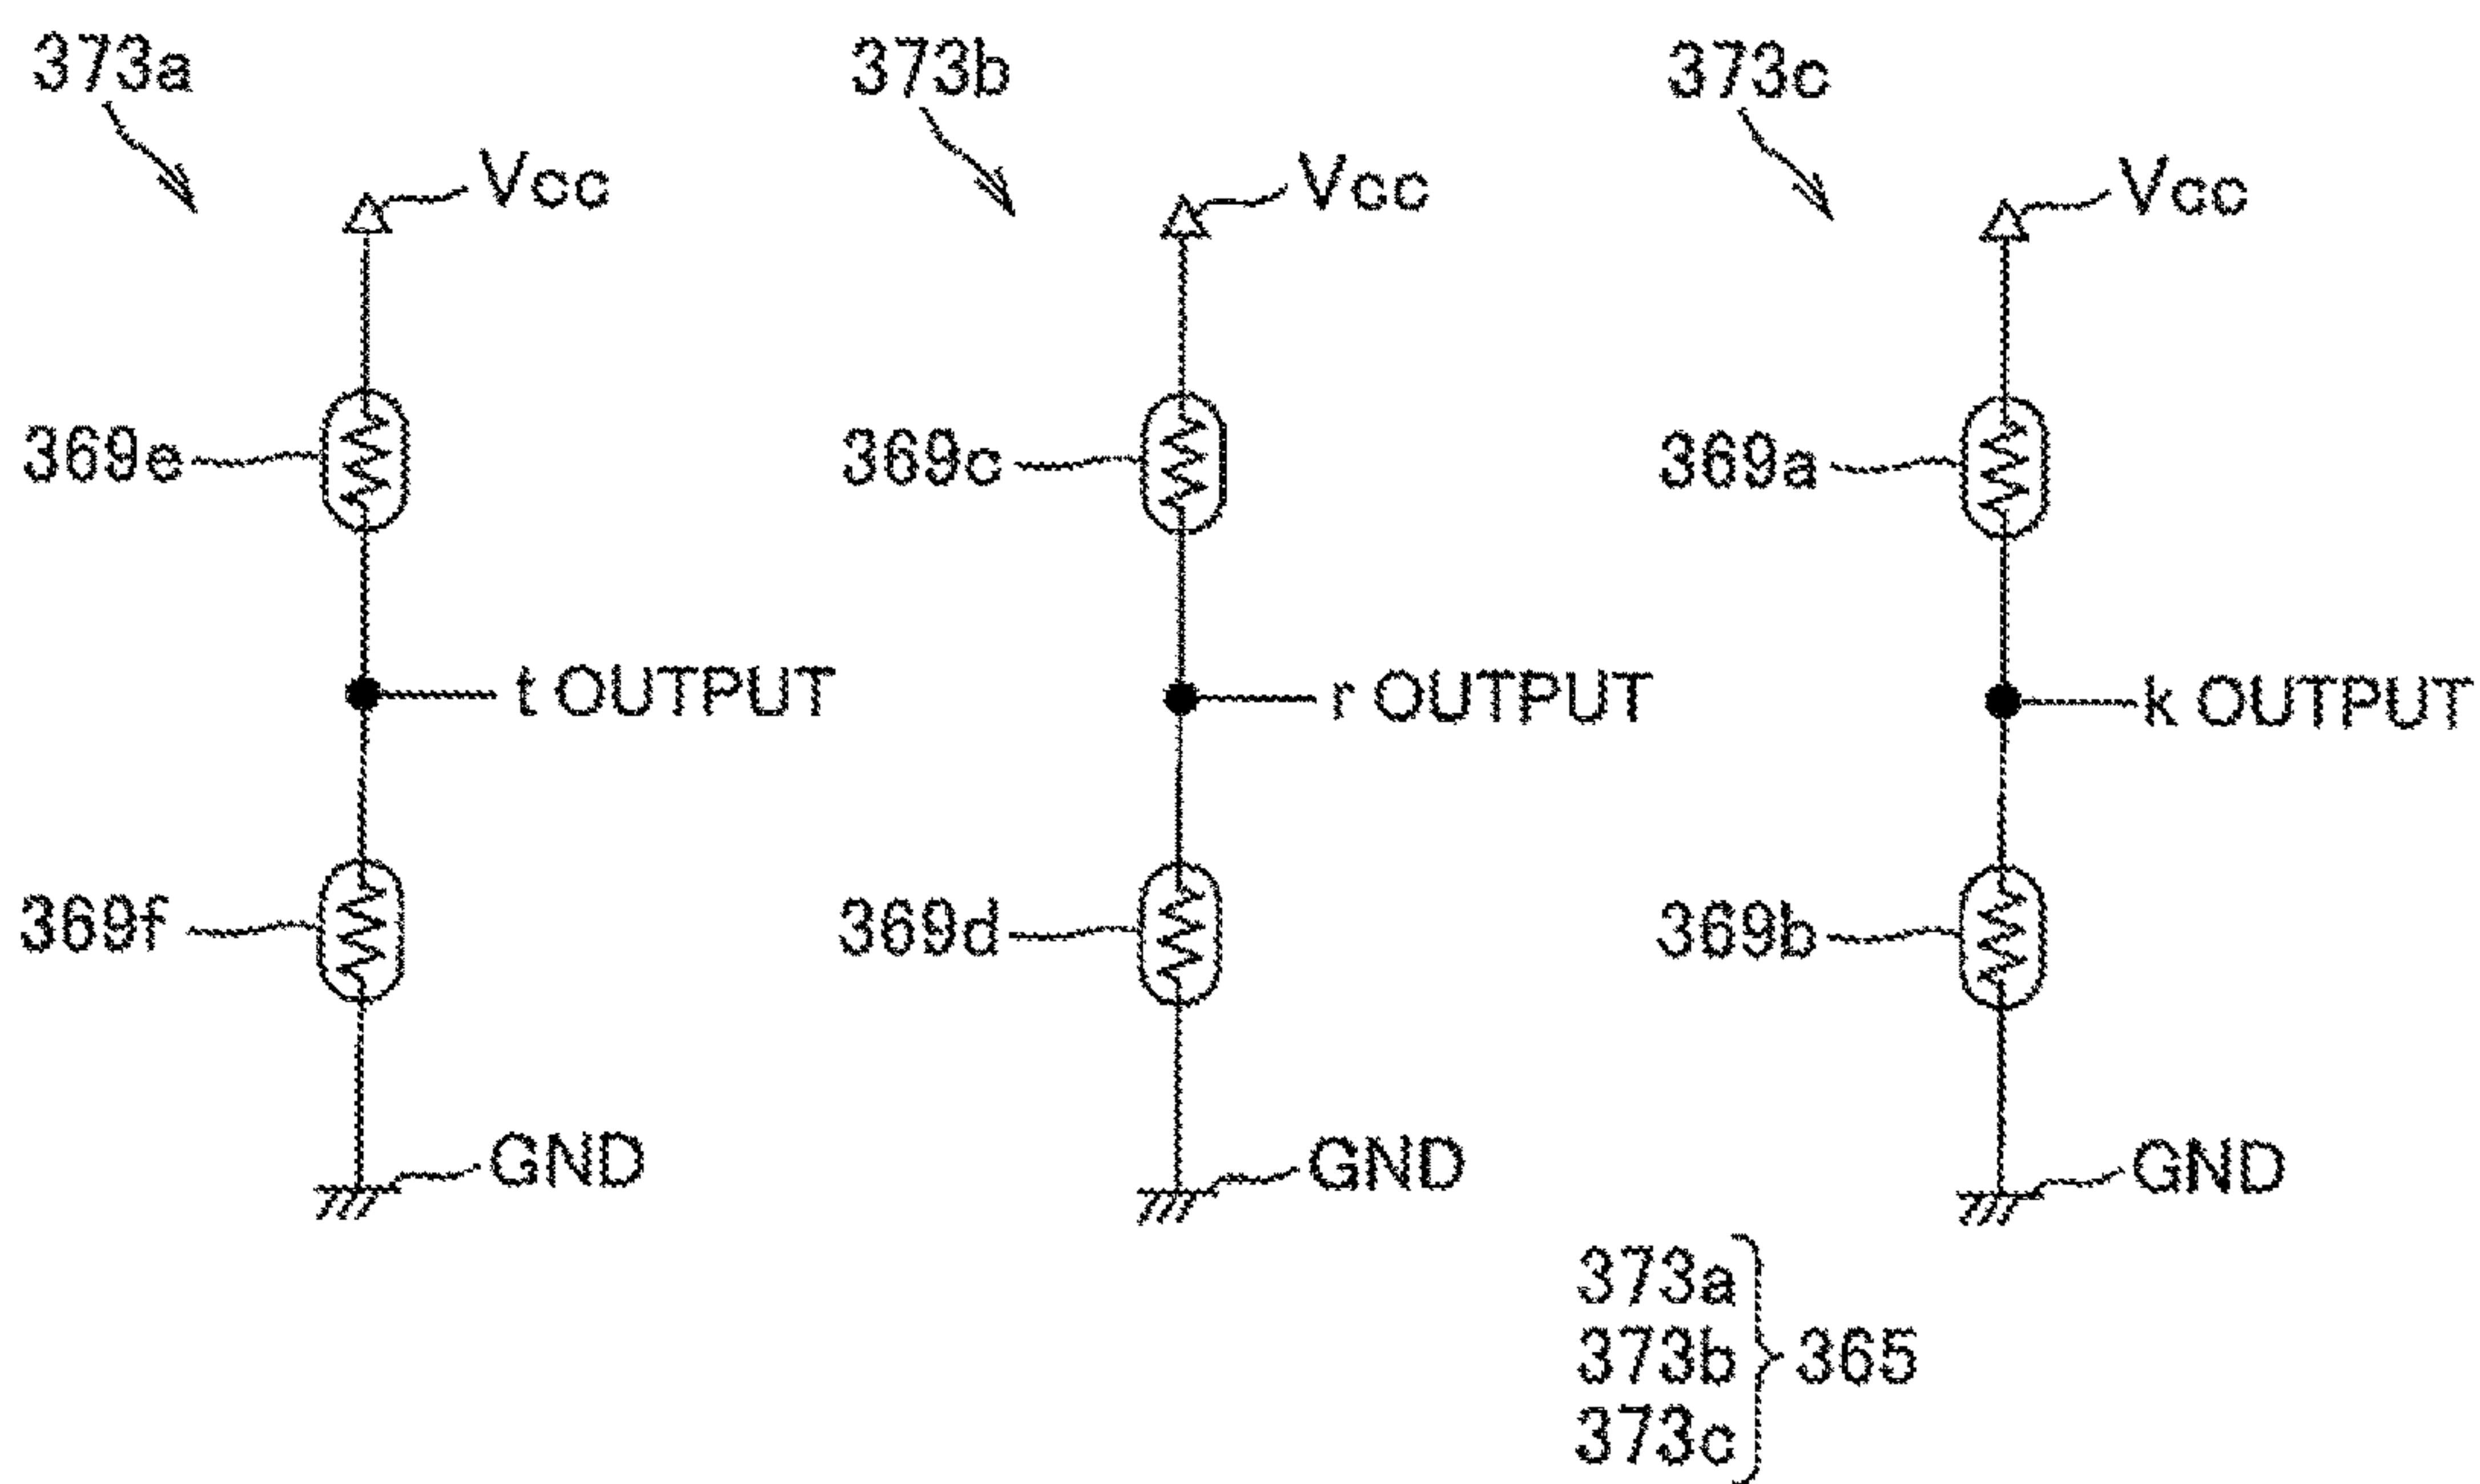 373a 373b 373c
Vcc Vcc Vcc
369e 369c 369a
t OUTPUT r OUTPUT k OUTPUT
369f 369d 369b
GND GND GND
373a
373b 365
373c